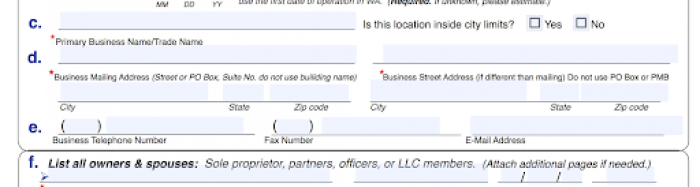 MM DD YY use the first date of operation in WA. (Required. If unknown, please estimate.)
c. Is this location inside city limits? Yes No
*Primary Business Name/Trade Name
d.
*Business Mailing Address (Street or PO Box, Suite No. do not use building name) *Business Street Address (if different than mailing) Do not use PO Box or PMB
City State Zip code City State Zip code
e. ( ) ( )
Business Telephone Number Fax Number E-Mail Address
f. List all owners & spouses: Sole proprietor, partners, officers, or LLC members. (Attach additional pages if needed.)
/ /
*